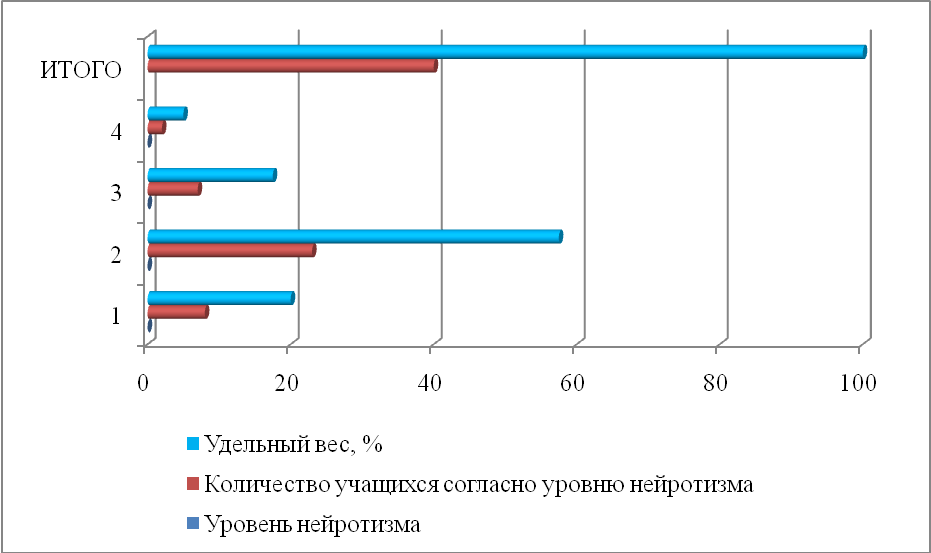 ИТОГО
4
3
2
1
0 20 40 60 80 100
Удельный вес, %
Количество учащихся согласно уровню нейротизма
Уровень нейротизма